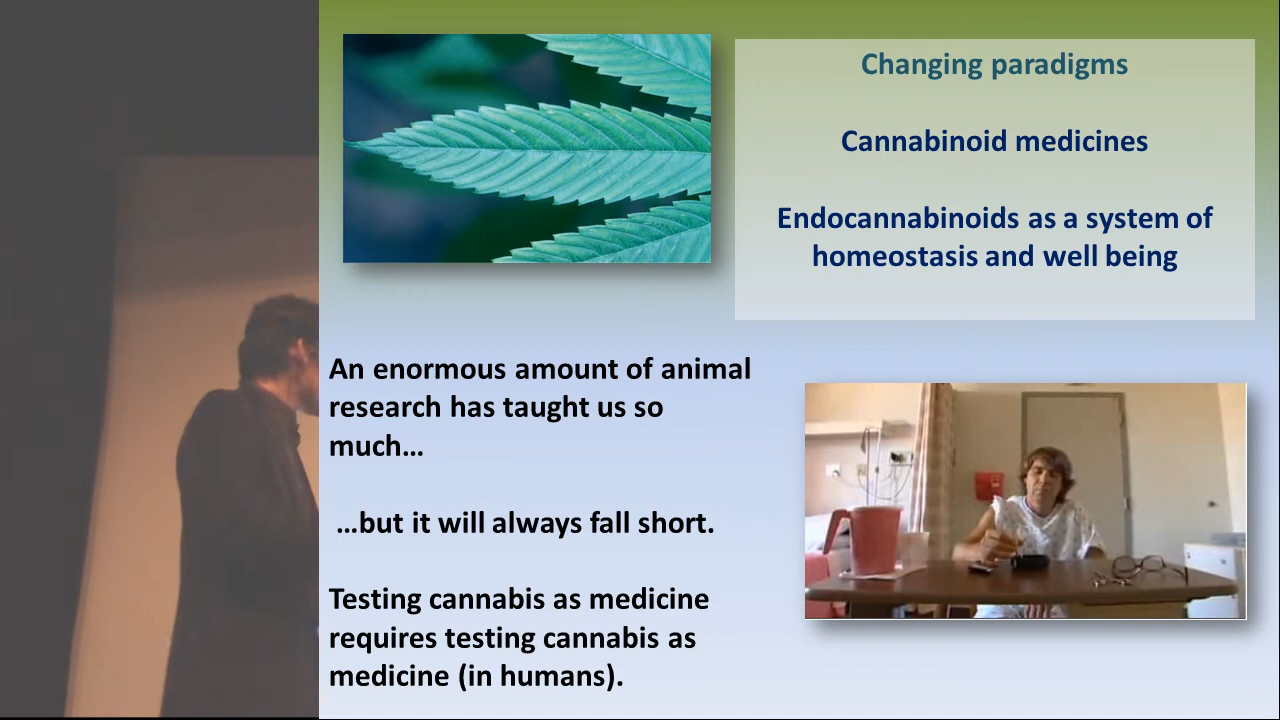 Changing paradigms
Cannabinoid medicines
Endocannabinoids as a system of
homeostasis and well being
An enormous amount of animal
research has taught us so
much…
…but it will always fall short.
Testing cannabis as medicine
requires testing cannabis as
medicine (in humans).